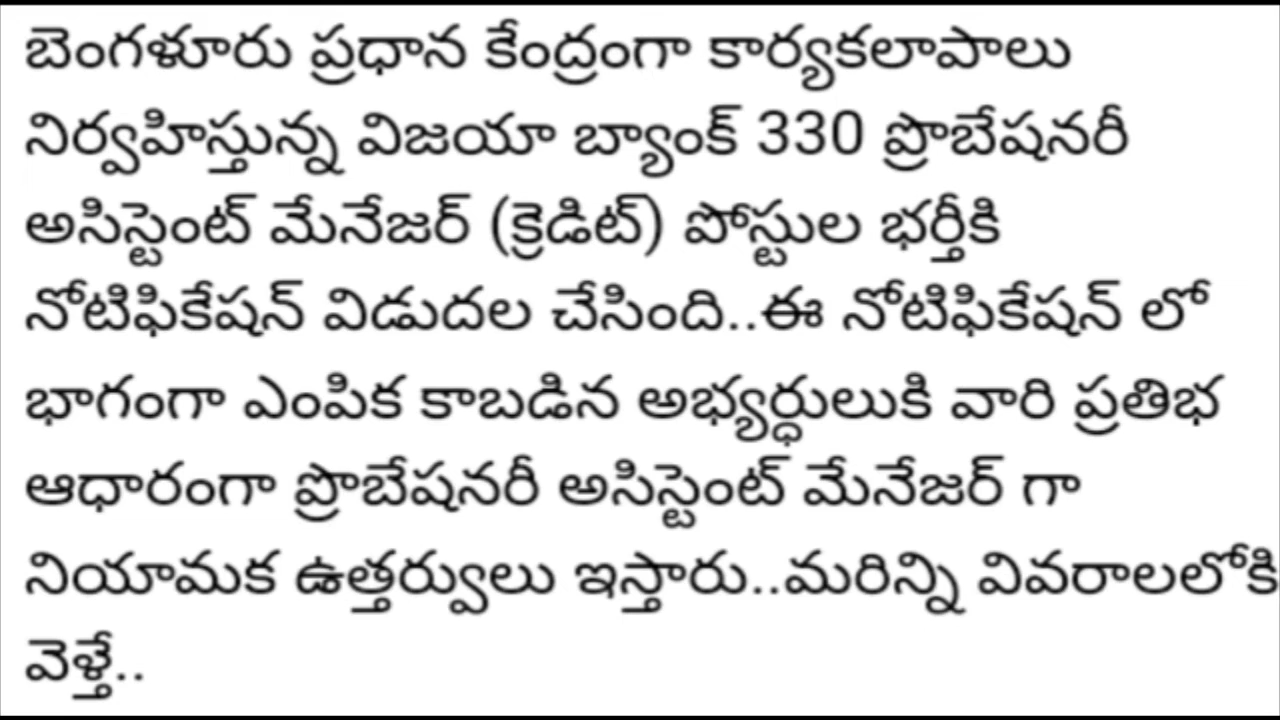 బెంగళూరు ప్రధాన కేంద్రంగా కార్యకలాపాలు
నిర్వహిస్తున్న విజయా బ్యాంక్ 330 ప్రొబేషనరీ
అసిస్టెంట్ మేనేజర్ (క్రెడిట్) పోస్టుల భర్తీకి
నోటిఫికేషన్ విడుదల చేసింది..ఈ నోటిఫికేషన్ లో
భాగంగా ఎంపిక కాబడిన అభ్యర్ధులుకి వారి ప్రతిభ
ఆధారంగా ప్రొబేషనరీ అసిస్టెంట్ మేనేజర్ గా
నియామక ఉత్తర్వులు ఇస్తారు..మరిన్ని వివరాలలోకి
వెళ్తే..